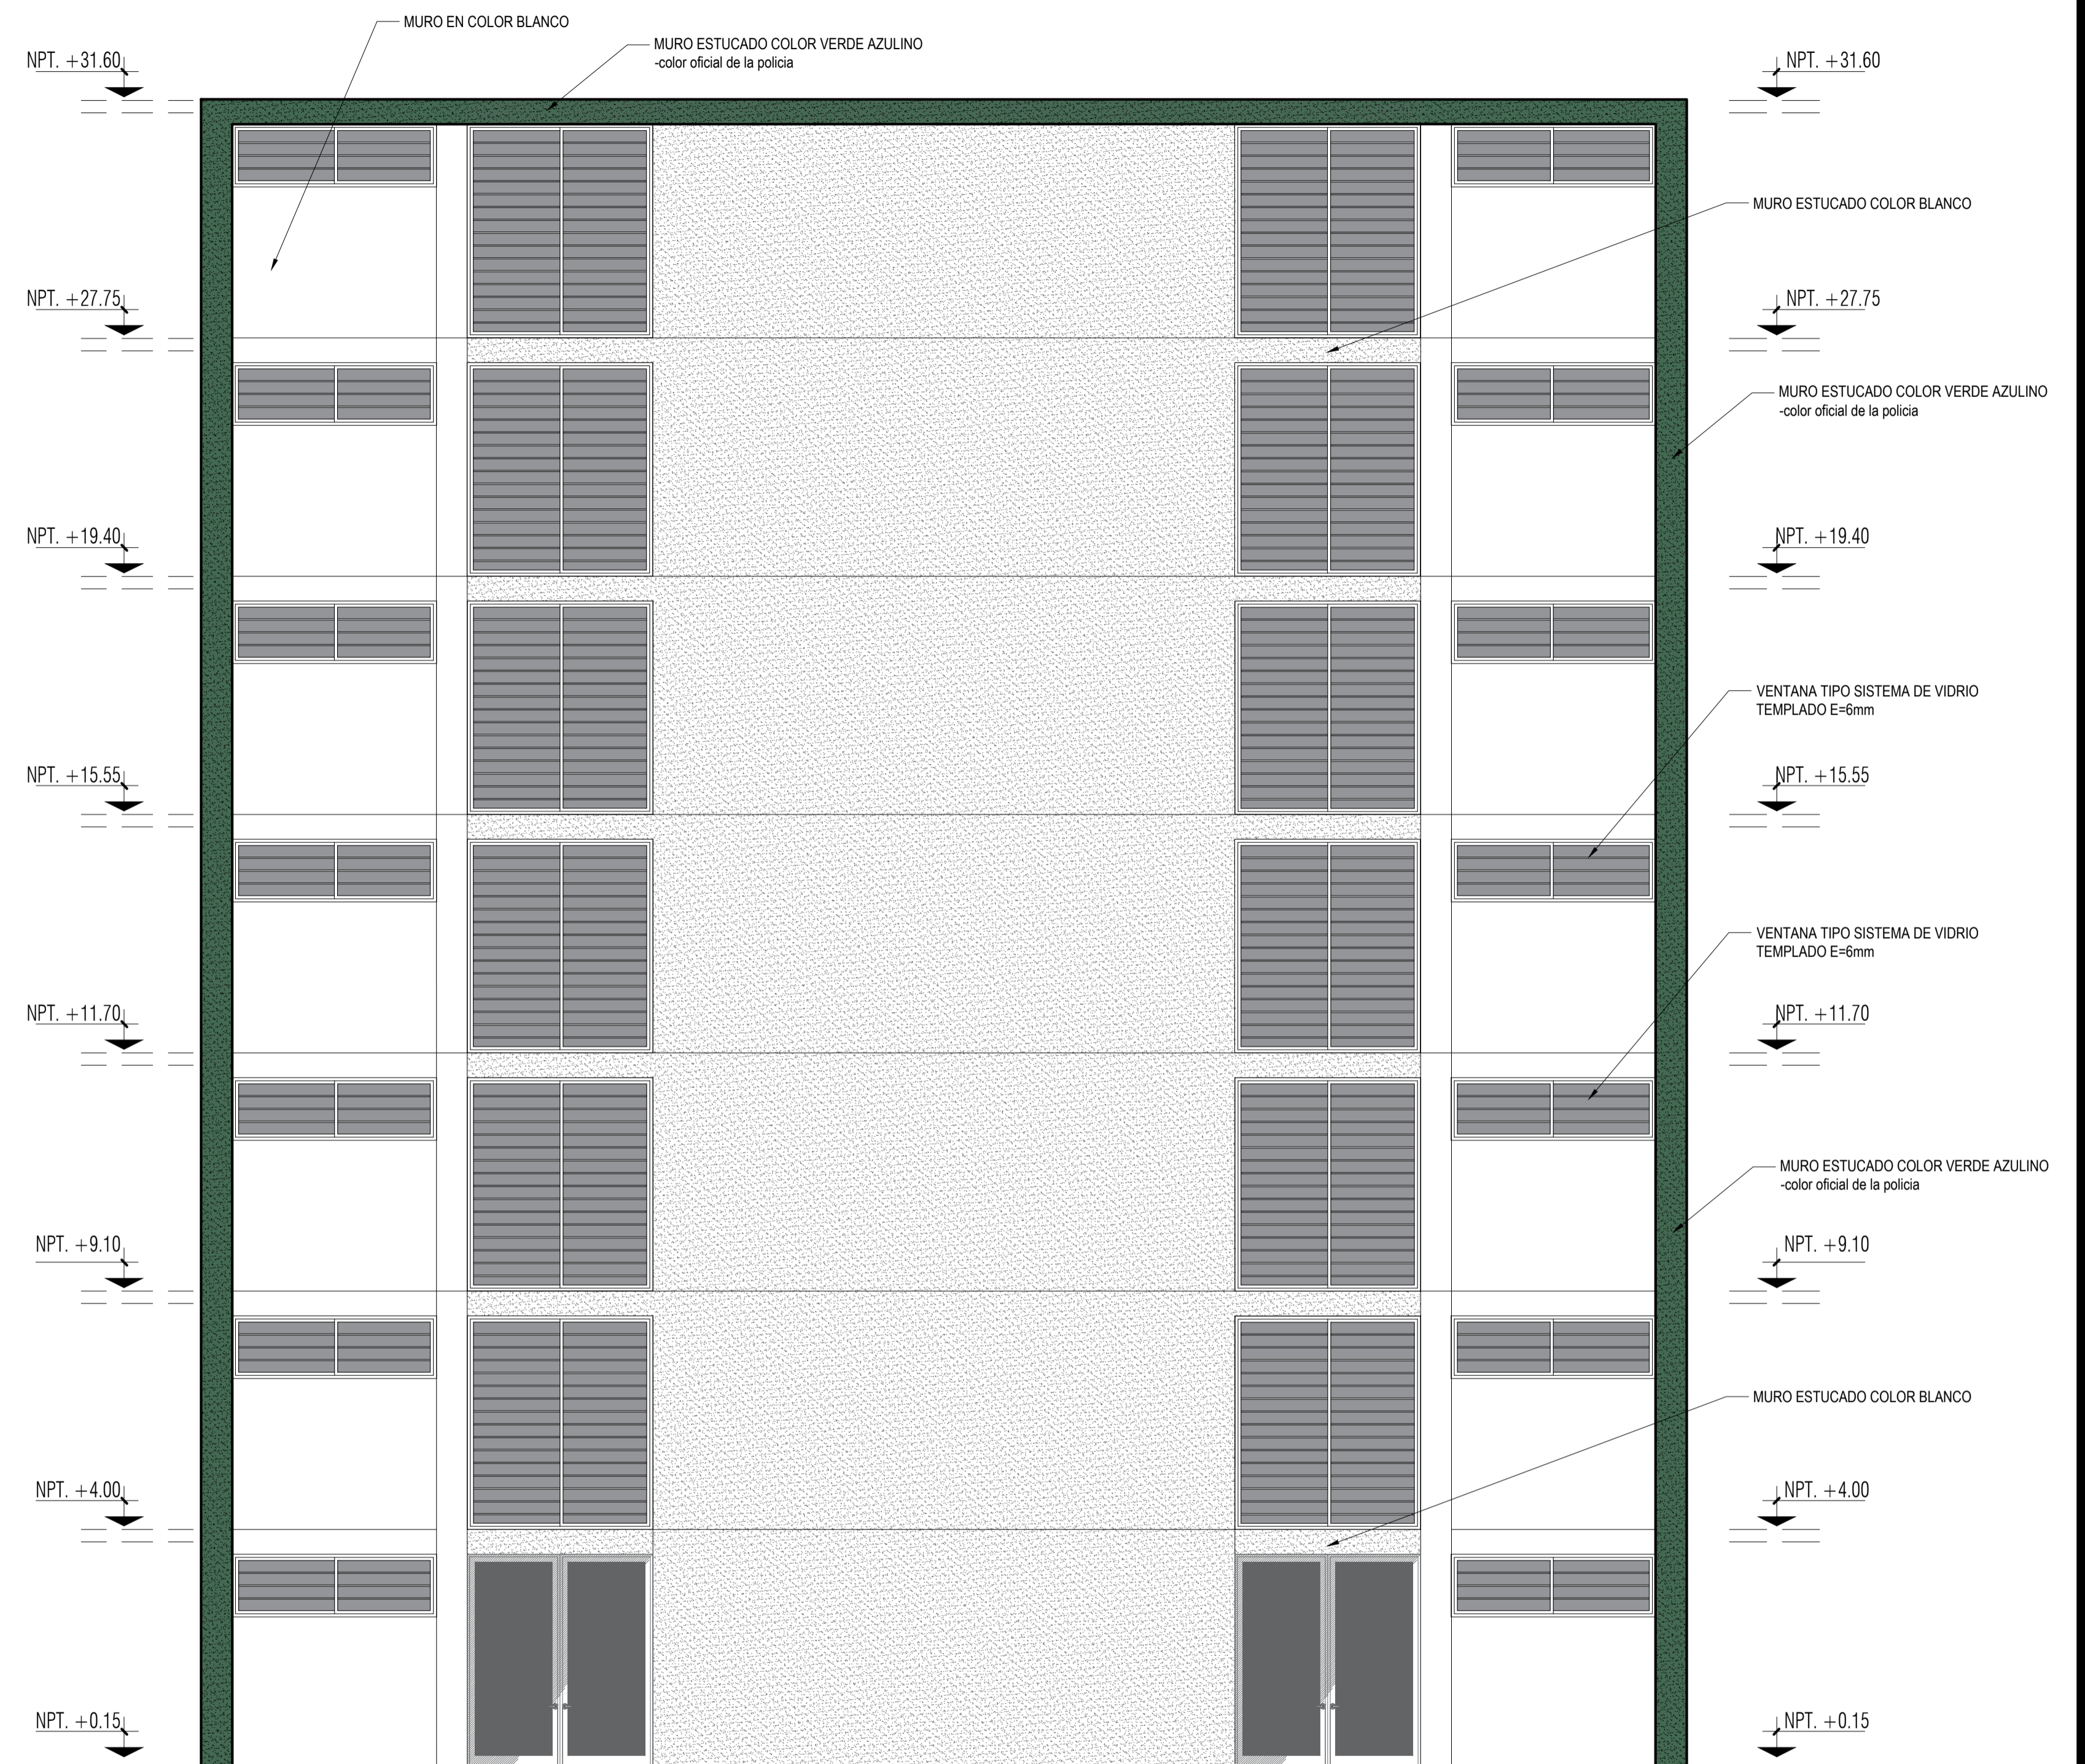 MURO EN COLOR BLANCO
MURO ESTUCADO COLOR VERDE AZULINO
-color oficial de la policia
NPT. +31.60
NPT. +31.60
MURO ESTUCADO COLOR BLANCO
NPT. +27.75
NPT. +27.75
MURO ESTUCADO COLOR VERDE AZULINO
-color oficial de la policia
NPT. +19.40
NPT. +19.40
VENTANA TIPO SISTEMA DE VIDRIO
TEMPLADO E=6mm
NPT. +15.55
NPT. +15.55
VENTANA TIPO SISTEMA DE VIDRIO
TEMPLADO E=6mm
NPT. +11.70
NPT. +11.70
MURO ESTUCADO COLOR VERDE AZULINO
-color oficial de la policia
NPT. +9.10
NPT. +9.10
MURO ESTUCADO COLOR BLANCO
NPT. +4.00
NPT. +4.00
NPT. +0.15
NPT. +0.15